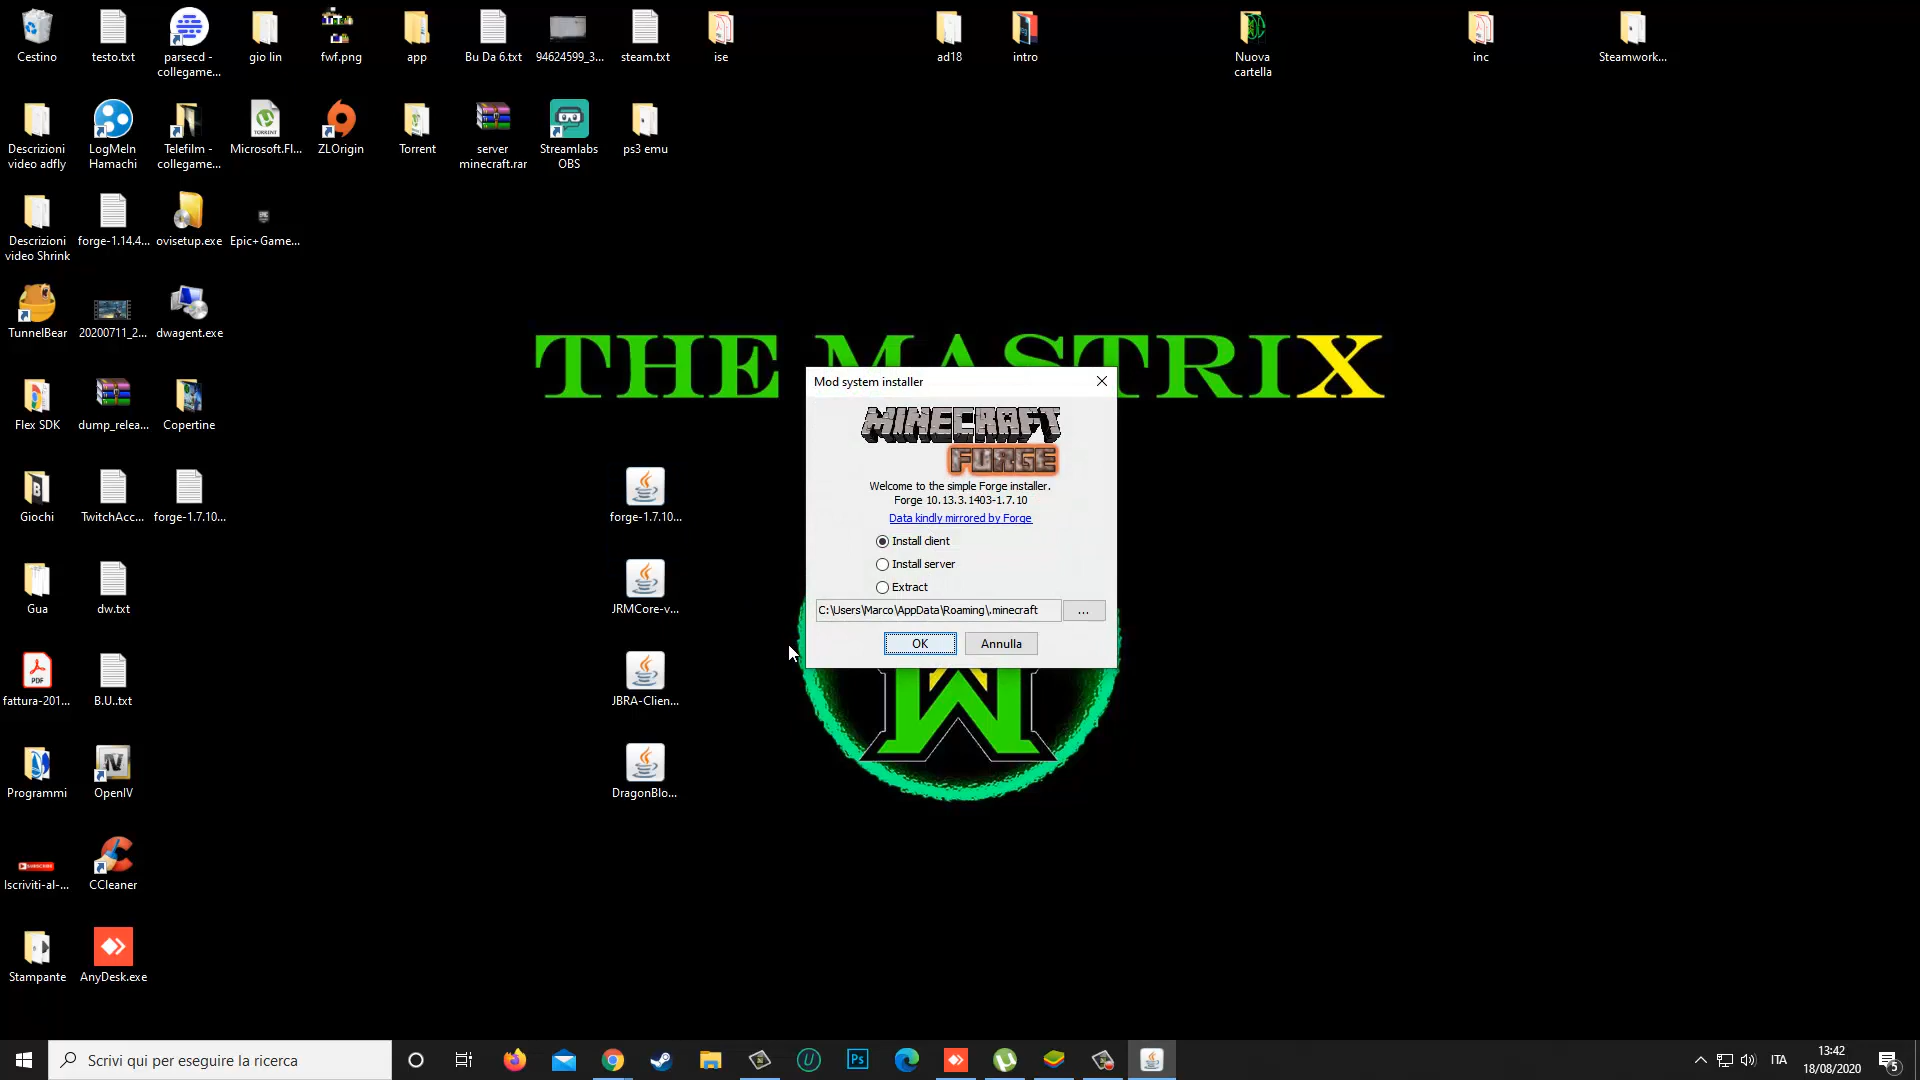 Cestino
testo.txt
parsecd -
collegame...
gio lin
fwf.png
app
Bu Da 6.txt
94624599_3...
steam.txt
ise
ad18
intro
Nuova
cartella
inc
Steamwork...
Descrizioni
video adfly
LogMeIn
Hamachi
Telefilm -
collegame...
TORRENT
Microsoft.Fl...
ZLOrigin
Torrent
server
minecraft.rar
Streamlabs
OBS
ps3 emu
Descrizioni
video Shrink
forge-1.14.4...
ovisetup.exe
EPIC
Epic+Game...
TunnelBear
20200711_2...
dwagent.exe
THE MASTRIX
Flex SDK
dump_relea...
Copertine
Giochi
TwitchAcc...
forge-1.7.10...
forge-1.7.10...
Gua
dw.txt
JRMCore-v...
PDF
fattura-201...
B.U..txt
JBRA-Clien...
Programmi
OpenIV
DragonBlo...
SUBSCRIBE
Iscriviti-al-...
CCleaner
Stampante
AnyDesk.exe
Mod system installer
MINECRAFT
FORGE
Welcome to the simple Forge installer.
Forge 10.13.3.1403-1.7.10
Data kindly mirrored by Forge
Install client
Install server
Extract
C:\Users\Marco\AppData\Roaming\.minecraft
...
OK
Annulla
M
Scrivi qui per eseguire la ricerca
Ps
ITA
13:42
18/08/2020
5